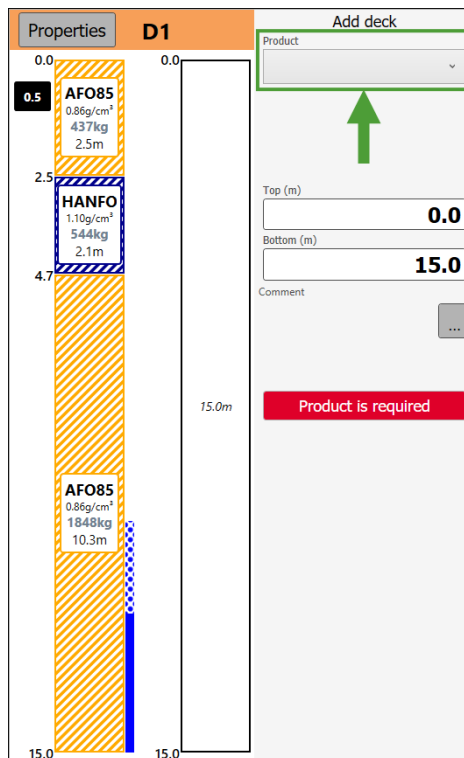 Properties
D1
0.0
0.5
AFO85
0.86g/cm³
437kg
2.5m
2.5
HANFO
1.10g/cm³
544kg
2.1m
4.7
AFO85
0.86g/cm³
1848kg
10.3m
15.0
0.0
15.0m
15.0
Add deck
Product
Top (m)
0.0
Bottom (m)
15.0
Comment
...
Product is required